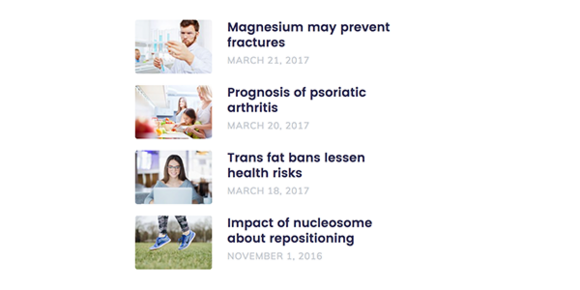 Magnesium may prevent
fractures
MARCH 21, 2017
Prognosis of psoriatic
arthritis
MARCH 20, 2017
Trans fat bans lessen
health risks
MARCH 18, 2017
Impact of nucleosome
about repositioning
NOVEMBER 1, 2016